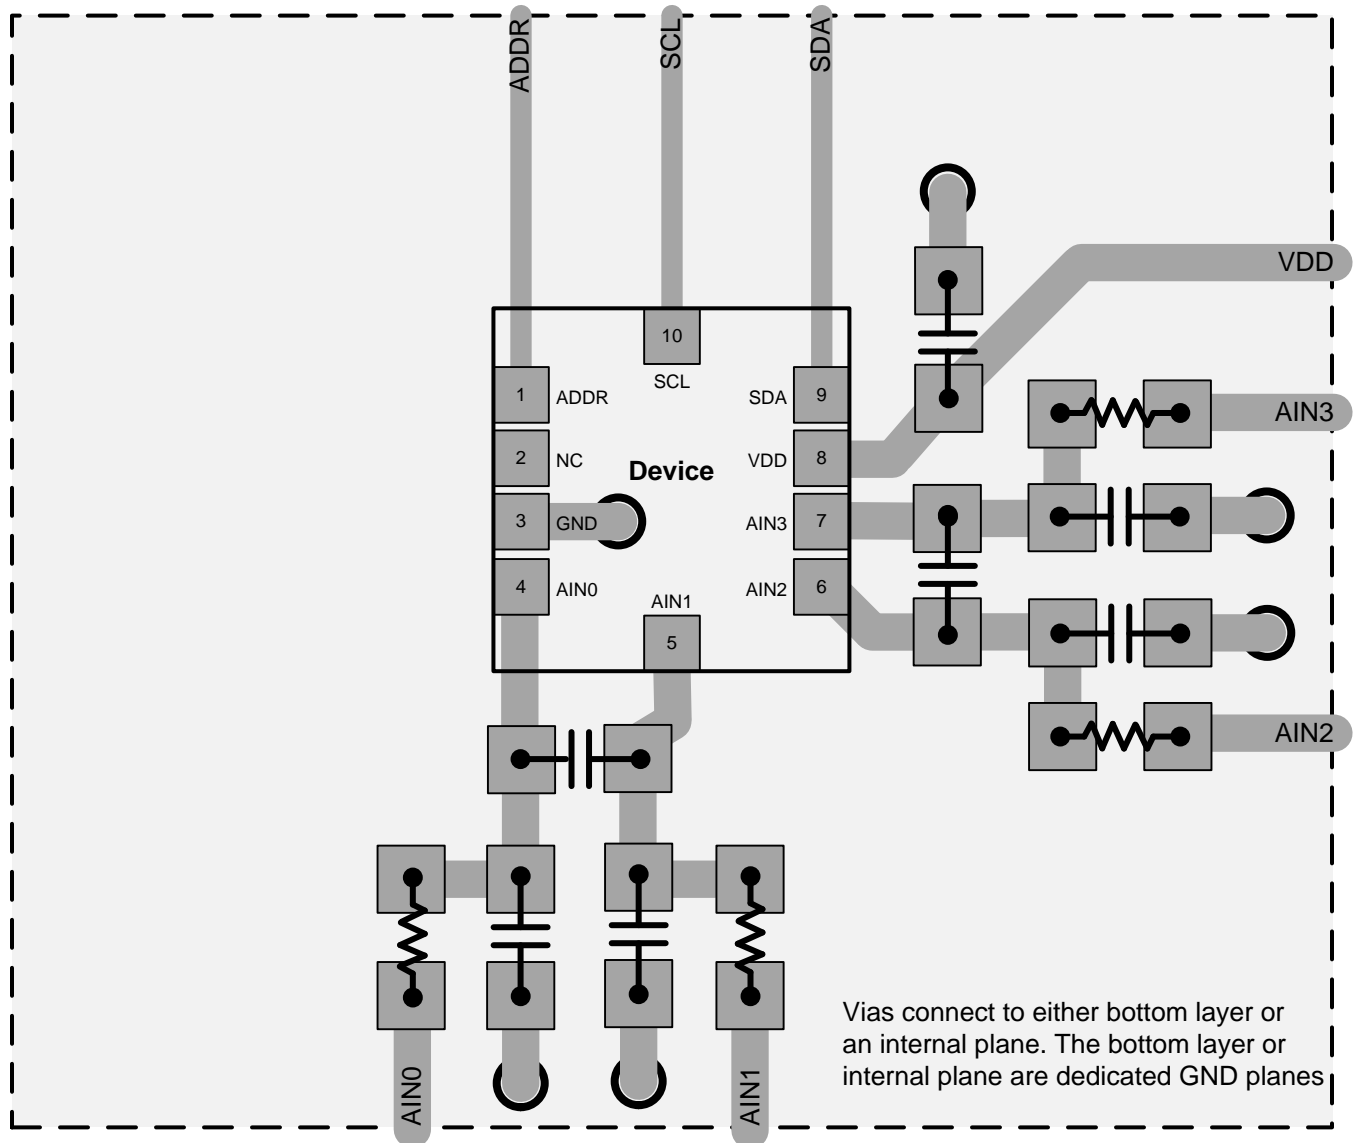 ADDR
SCL
SDA
VDD
10
SCL
1 ADDR
SDA 9
AIN3
2 NC
Device
VDD 8
3 GND
AIN3 7
4 AIN0
AIN2 6
AIN1
5
AIN2
Vias connect to either bottom layer or
an internal plane. The bottom layer or
internal plane are dedicated GND planes
AIN0
AIN1